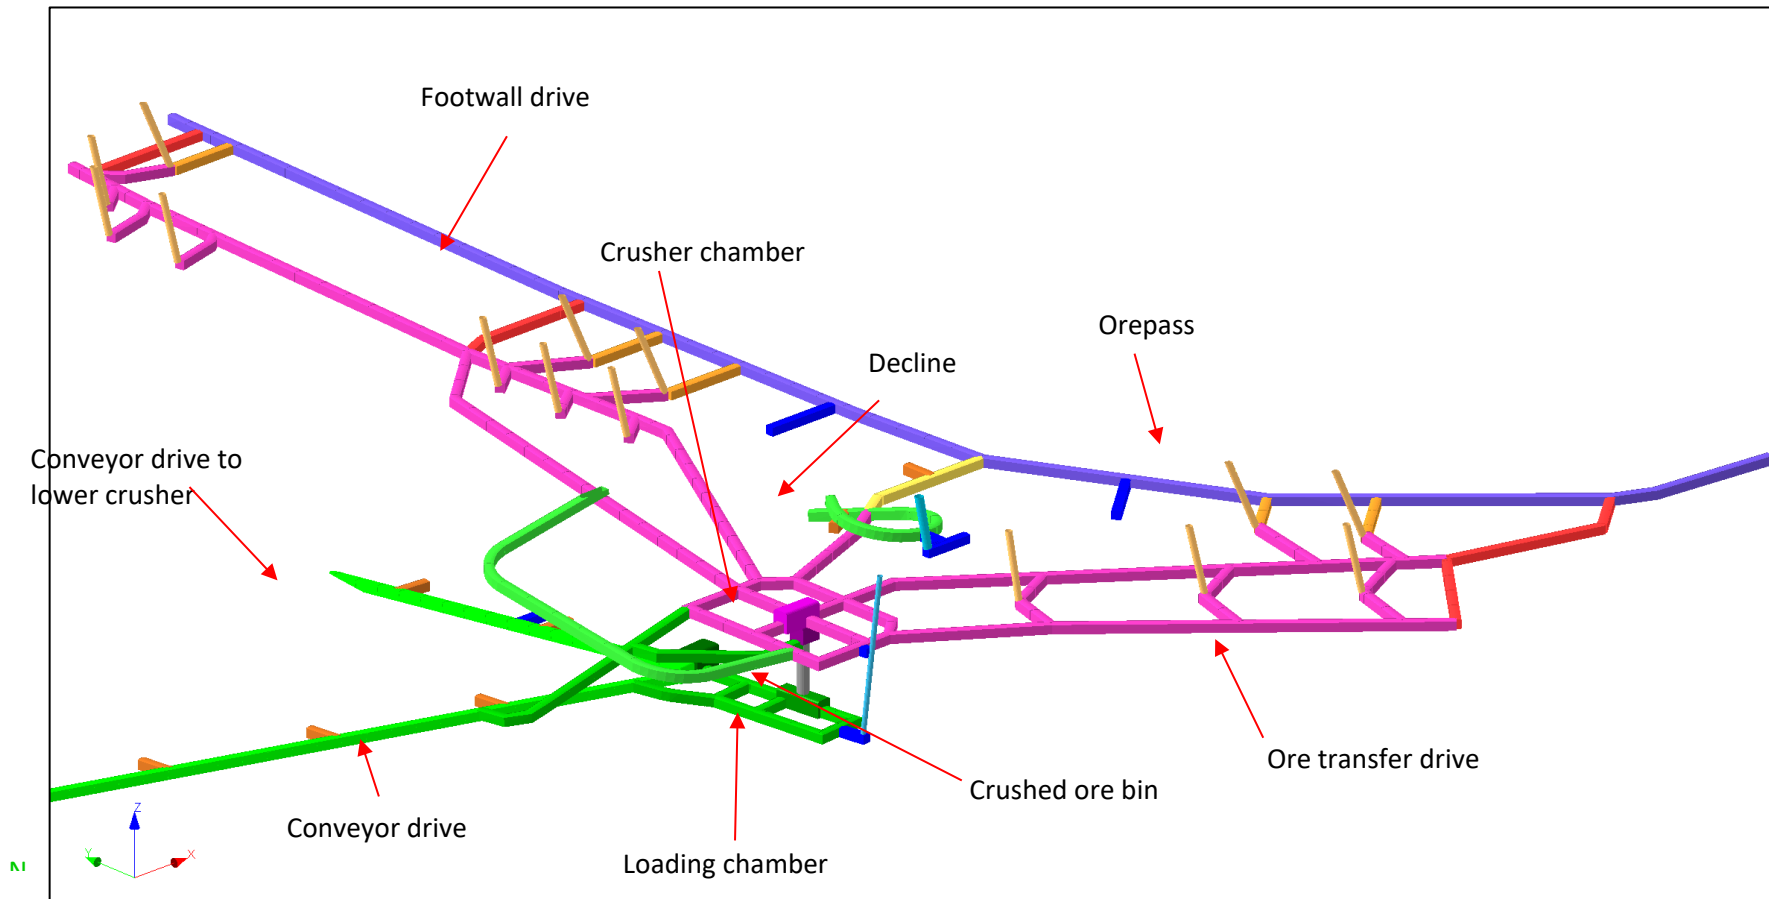 Footwall drive
Crusher chamber
Orepass
Decline
Conveyor drive to
lower crusher
Ore transfer drive
Crushed ore bin
Conveyor drive
Loading chamber
Z
Y
X
N